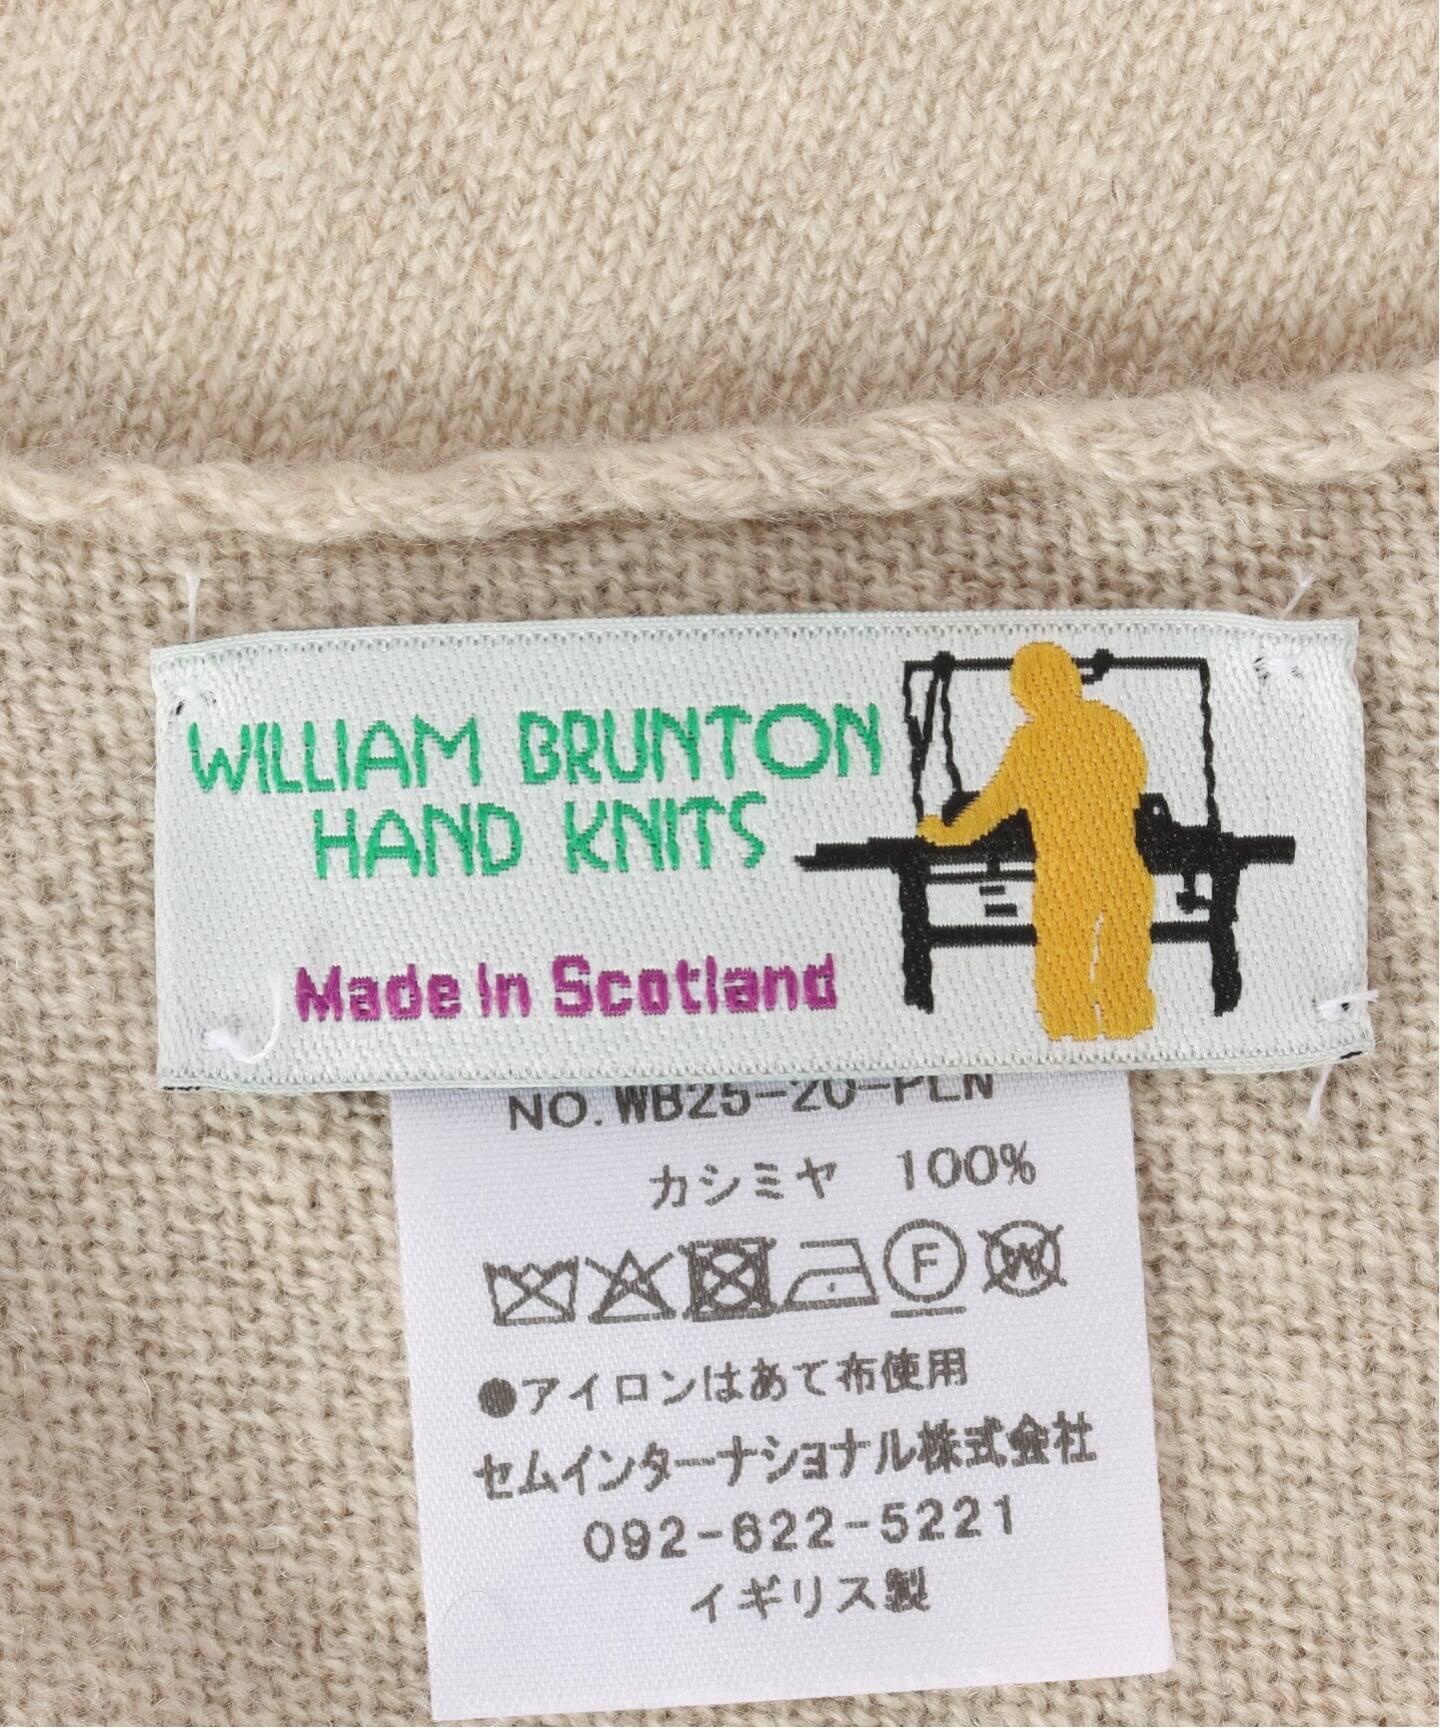 WILLIAM BRUNTON
HAND KNITS
Made in Scotland
NO. WB25-20-PLN
カシミヤ 100%
F W
●アイロンはあて布使用
セムインターナショナル株式会社
092-622-5221
イギリス製